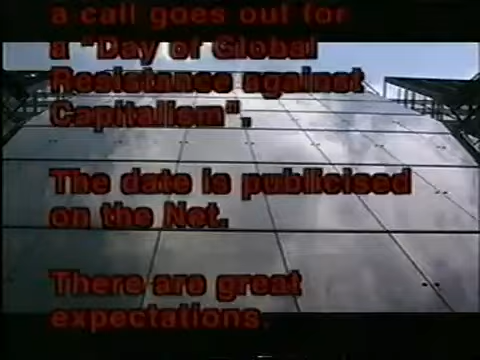 a call goes out for
a "Day of Global
Resistance against
Capitalism".
The date is publicised
on the Net.
There are great
expectations.